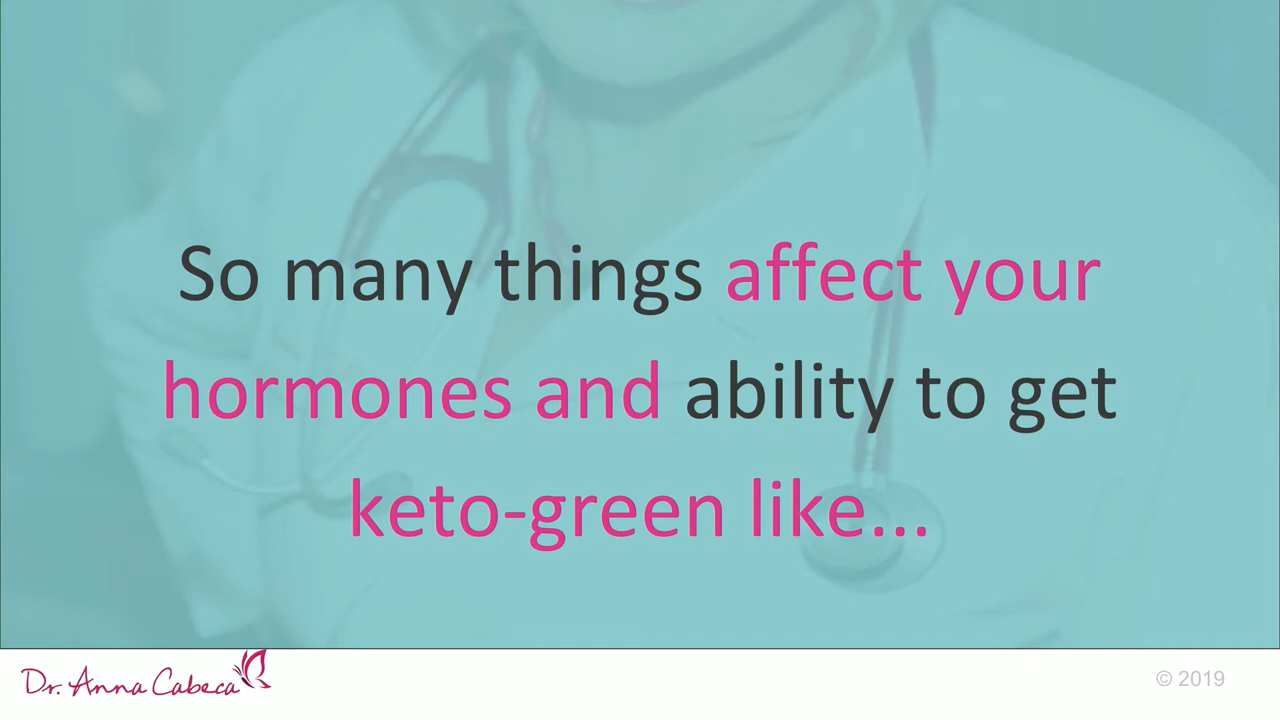 So many things affect your
hormones and ability to get
keto-green like...
Dr. Anna Cabeca
© 2019